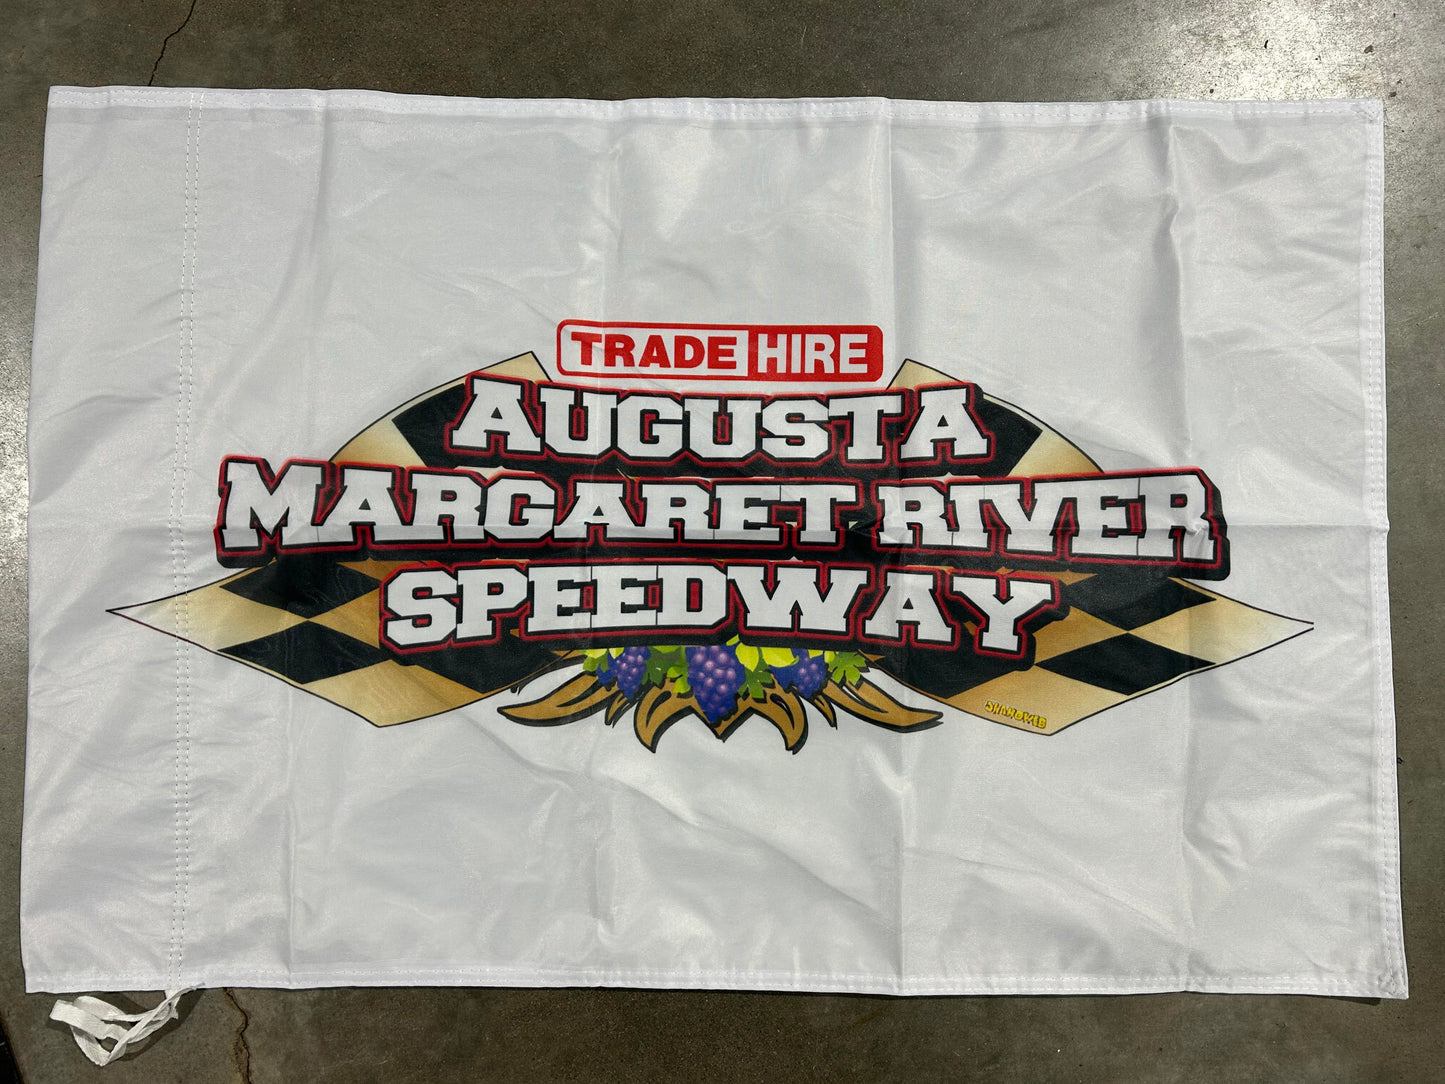 TRADE HIRE
AUGUSTA
MARGARET RIVER
SPEEDWAY